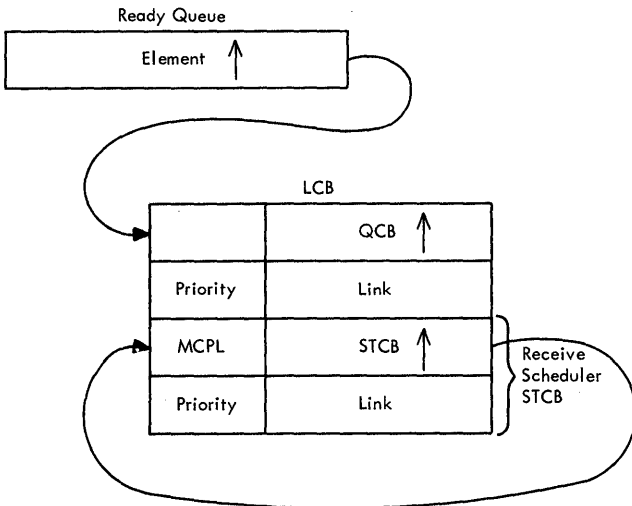 Ready Queue
Element
LCB
QCB
Priority Link
MCPL STCB
Priority Link
Receive
Scheduler
STCB